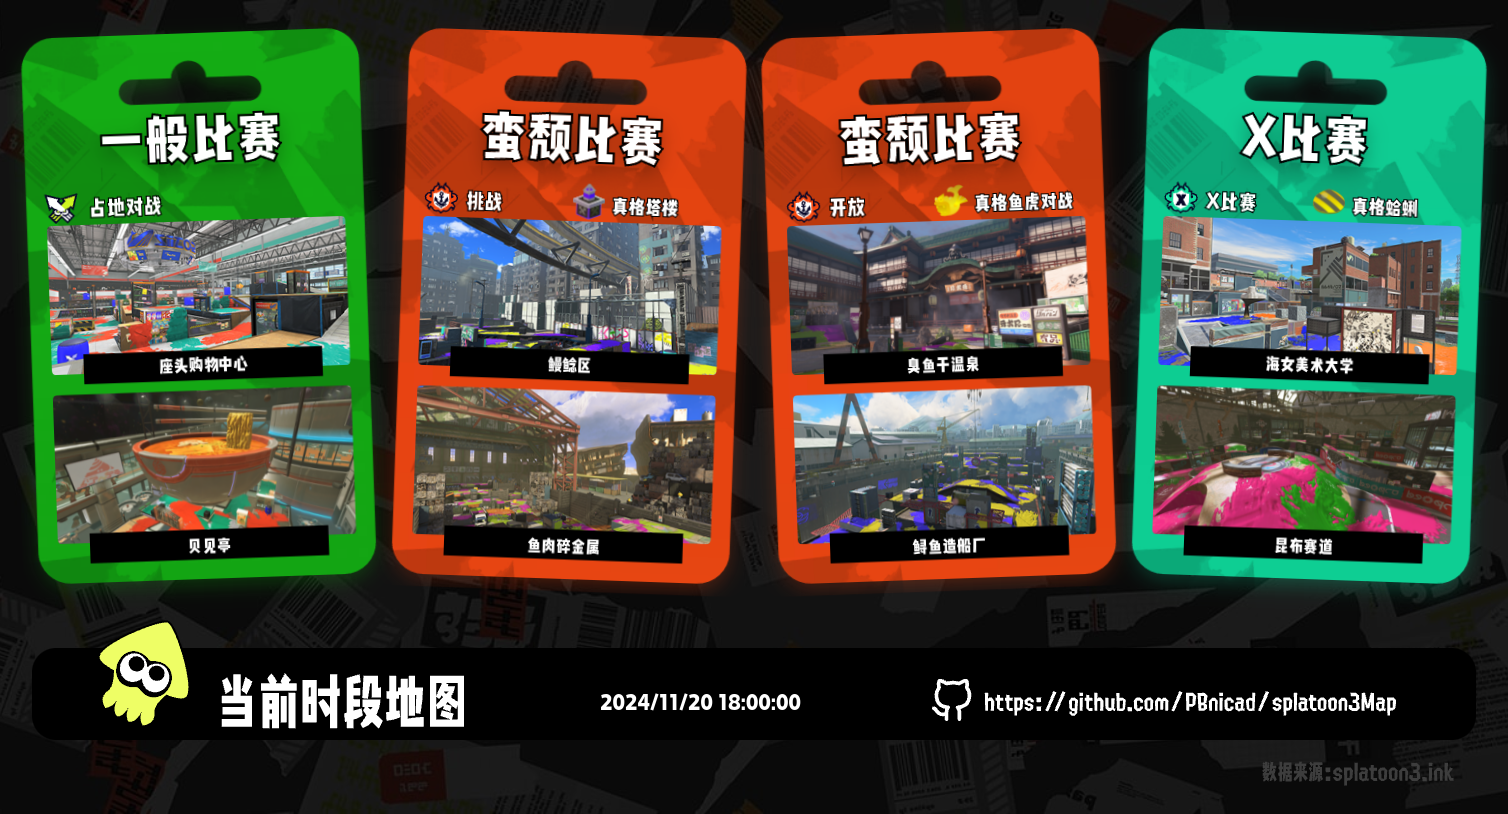 一般比赛
占地对战
座头购物中心
贝见亭
蛮颓比赛
挑战
真格塔楼
鳗鲶区
鱼肉碎金属
蛮颓比赛
开放
真格鱼虎对战
臭鱼干温泉
鲟鱼造船厂
X比赛
X比赛
真格蛤蜊
海女美术大学
昆布赛道
当前时段地图
2024/11/20 18:00:00
https://github.com/PBnicad/splatoon3Map
数据来源:splatoon3.ink